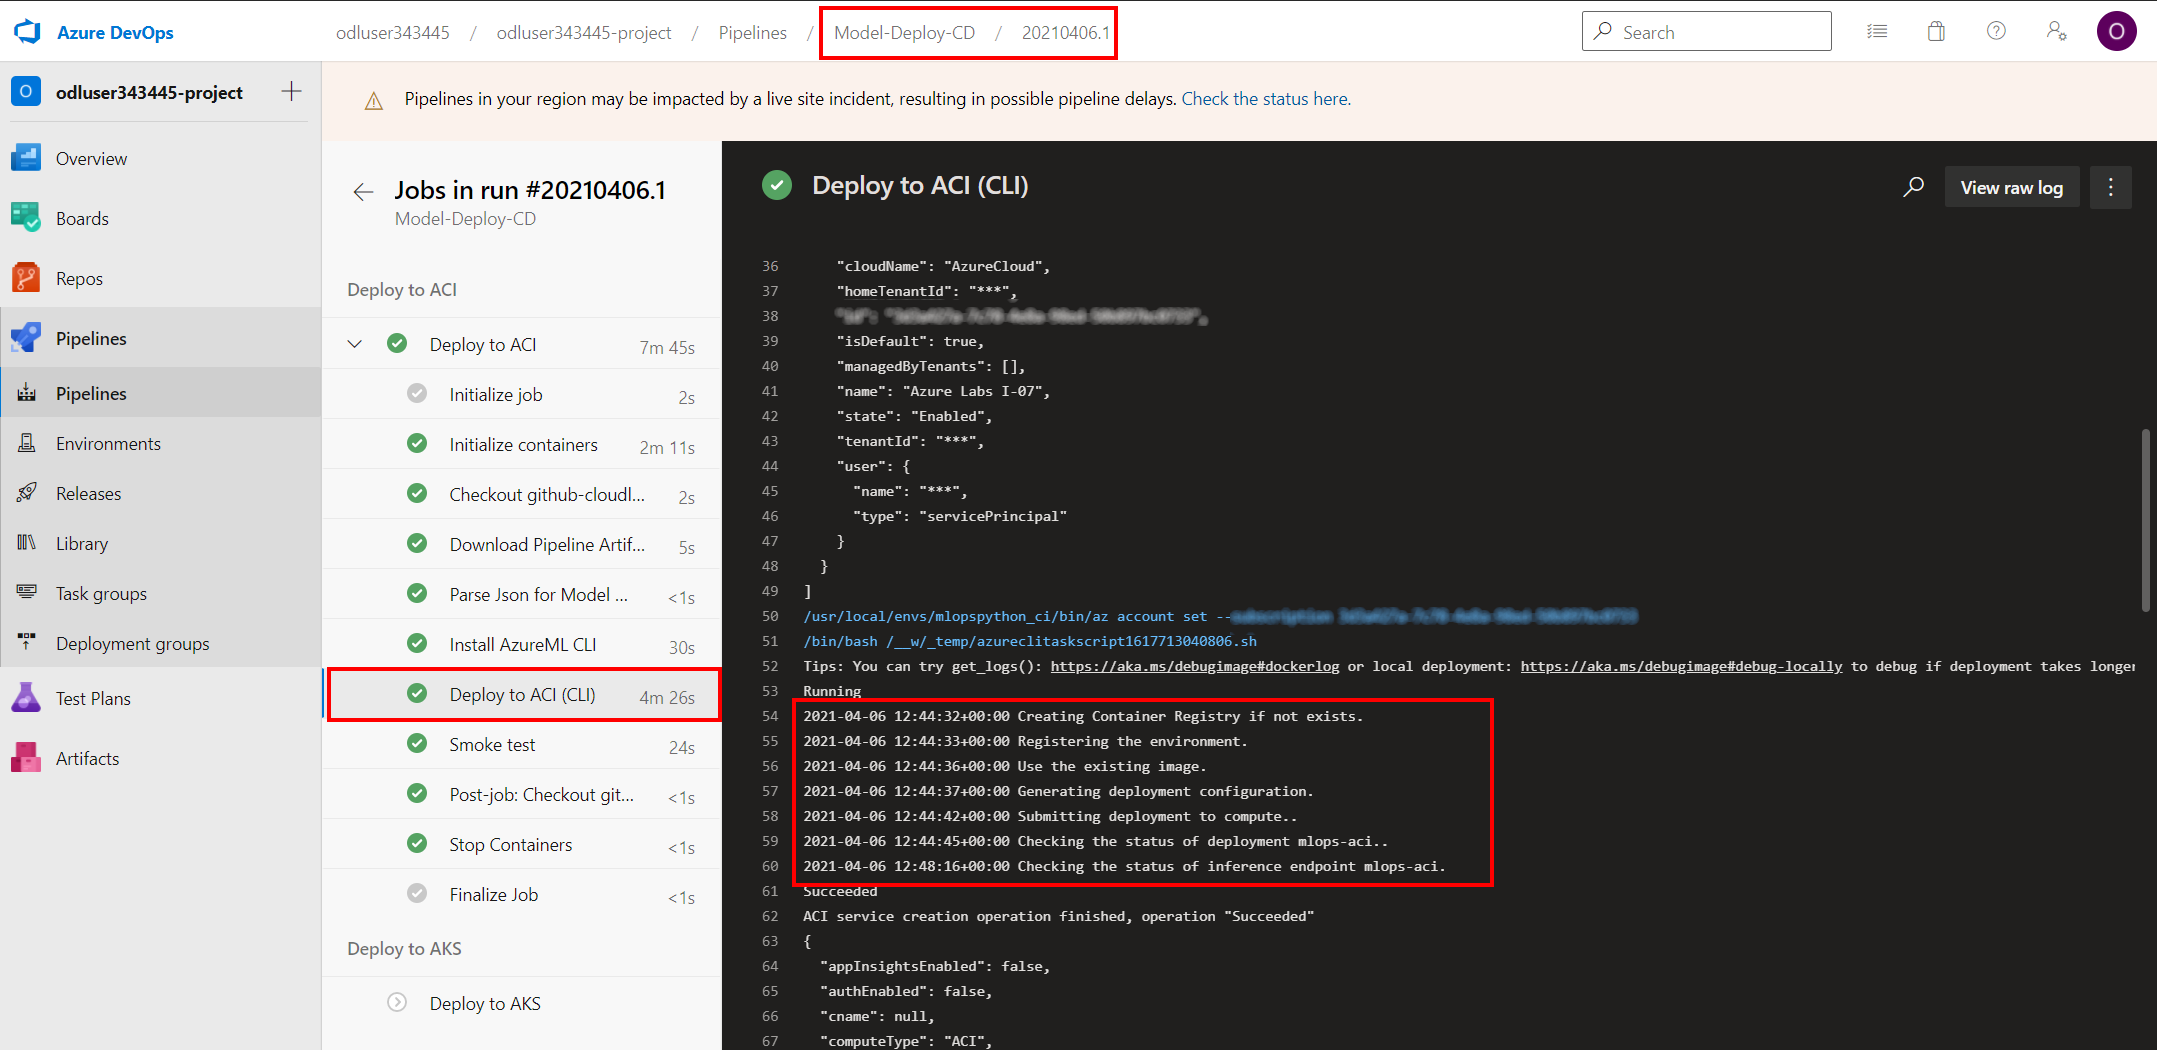 Azure DevOps
odluser343445 / odluser343445-project / Pipelines / Model-Deploy-CD / 20210406.1
Search
O
O odluser343445-project
Overview
Boards
Repos
Pipelines
Pipelines
Environments
Releases
Library
Task groups
Deployment groups
Test Plans
Artifacts
Pipelines in your region may be impacted by a live site incident, resulting in possible pipeline delays. Check the status here.
Jobs in run #20210406.1
Model-Deploy-CD
Deploy to ACI
Deploy to ACI 7m 45s
Initialize job 2s
Initialize containers 2m 11s
Checkout github-cloudl... 2s
Download Pipeline Artif... 5s
Parse Json for Model ... <1s
Install AzureML CLI 30s
Deploy to ACI (CLI) 4m 26s
Smoke test 24s
Post-job: Checkout git... <1s
Stop Containers <1s
Finalize Job <1s
Deploy to AKS
Deploy to AKS
Deploy to ACI (CLI)
View raw log
36 "cloudName": "AzureCloud",
37 "homeTenantId": "***",
38
39 "isDefault": true,
40 "managedByTenants": [],
41 "name": "Azure Labs I-07",
42 "state": "Enabled",
43 "tenantId": "***",
44 "user": {
45 "name": "***",
46 "type": "servicePrincipal"
47 }
48 }
49 ]
50 /usr/local/envs/mlopspython_ci/bin/az account set --
51 /bin/bash /__w/_temp/azureclitaskscript1617713040806.sh
52 Tips: You can try get_logs(): https://aka.ms/debugimage#dockerlog or local deployment: https://aka.ms/debugimage#debug-locally to debug if deployment takes longer
53 Running
54 2021-04-06 12:44:32+00:00 Creating Container Registry if not exists.
55 2021-04-06 12:44:33+00:00 Registering the environment.
56 2021-04-06 12:44:36+00:00 Use the existing image.
57 2021-04-06 12:44:37+00:00 Generating deployment configuration.
58 2021-04-06 12:44:42+00:00 Submitting deployment to compute..
59 2021-04-06 12:44:45+00:00 Checking the status of deployment mlops-aci..
60 2021-04-06 12:48:16+00:00 Checking the status of inference endpoint mlops-aci.
61 Succeeded
62 ACI service creation operation finished, operation "Succeeded"
63 {
64 "appInsightsEnabled": false,
65 "authEnabled": false,
66 "cname": null,
67 "computeType": "ACI",